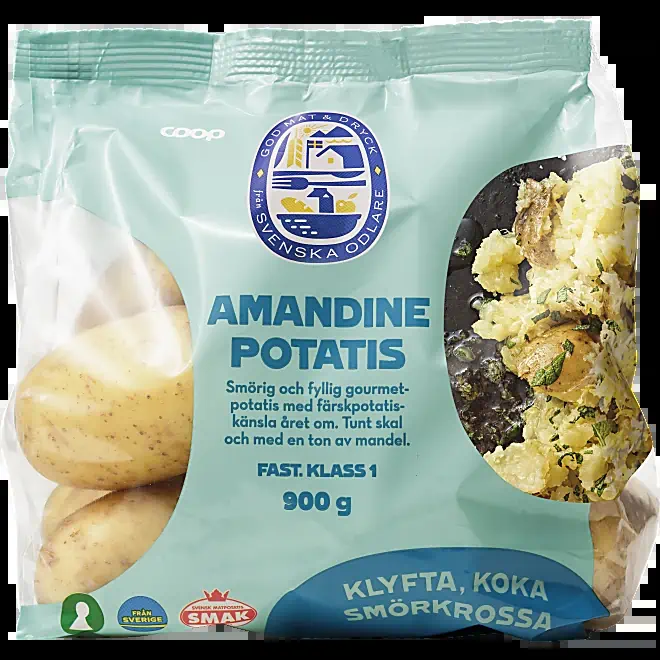 coop
GOD MAT & DRYCK
från
SVENSKA ODLARE
AMANDINE
POTATIS
Smörig och fyllig gourmet-
potatis med färskpotatis-
känsla året om. Tunt skal
och med en ton av mandel.
FAST. KLASS 1
900 g
KLYFTA, KOKA
SMÖRKROSSA
FRÅN
SVERIGE
SVENSK MATPOTATIS
SMAK